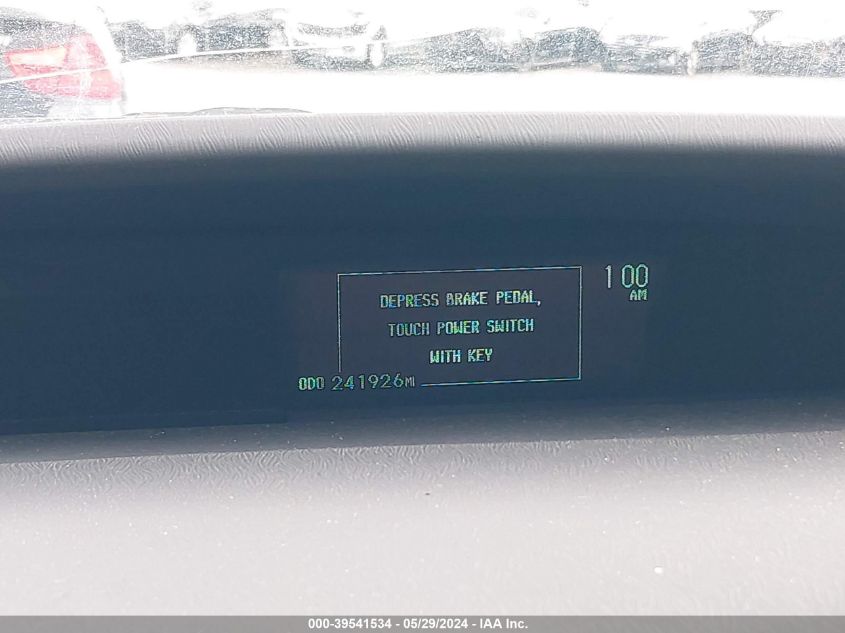 DEPRESS BRAKE PEDAL,
TOUCH POWER SWITCH
WITH KEY
1:00
AM
ODO 241926MI
000-39541534 - 05/29/2024 - IAA Inc.